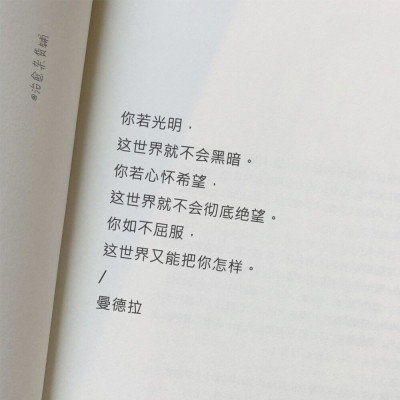 你若光明，
这世界就不会黑暗。
你若心怀希望，
这世界就不会彻底绝望。
你如不屈服，
这世界又能把你怎样。
/
曼德拉